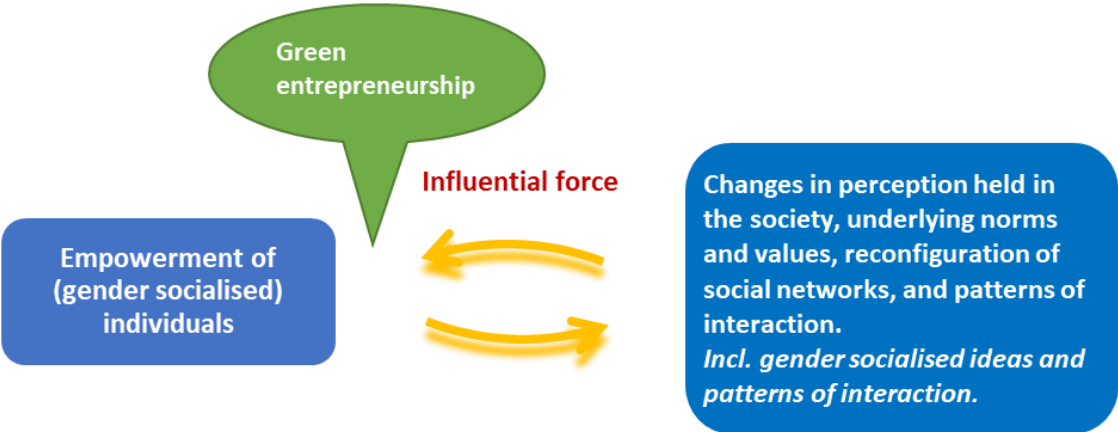 Green
entrepreneurship
Influential force
Empowerment of
(gender socialised)
individuals
Changes in perception held in
the society, underlying norms
and values, reconfiguration of
social networks, and patterns of
interaction.
Incl. gender socialised ideas and
patterns of interaction.